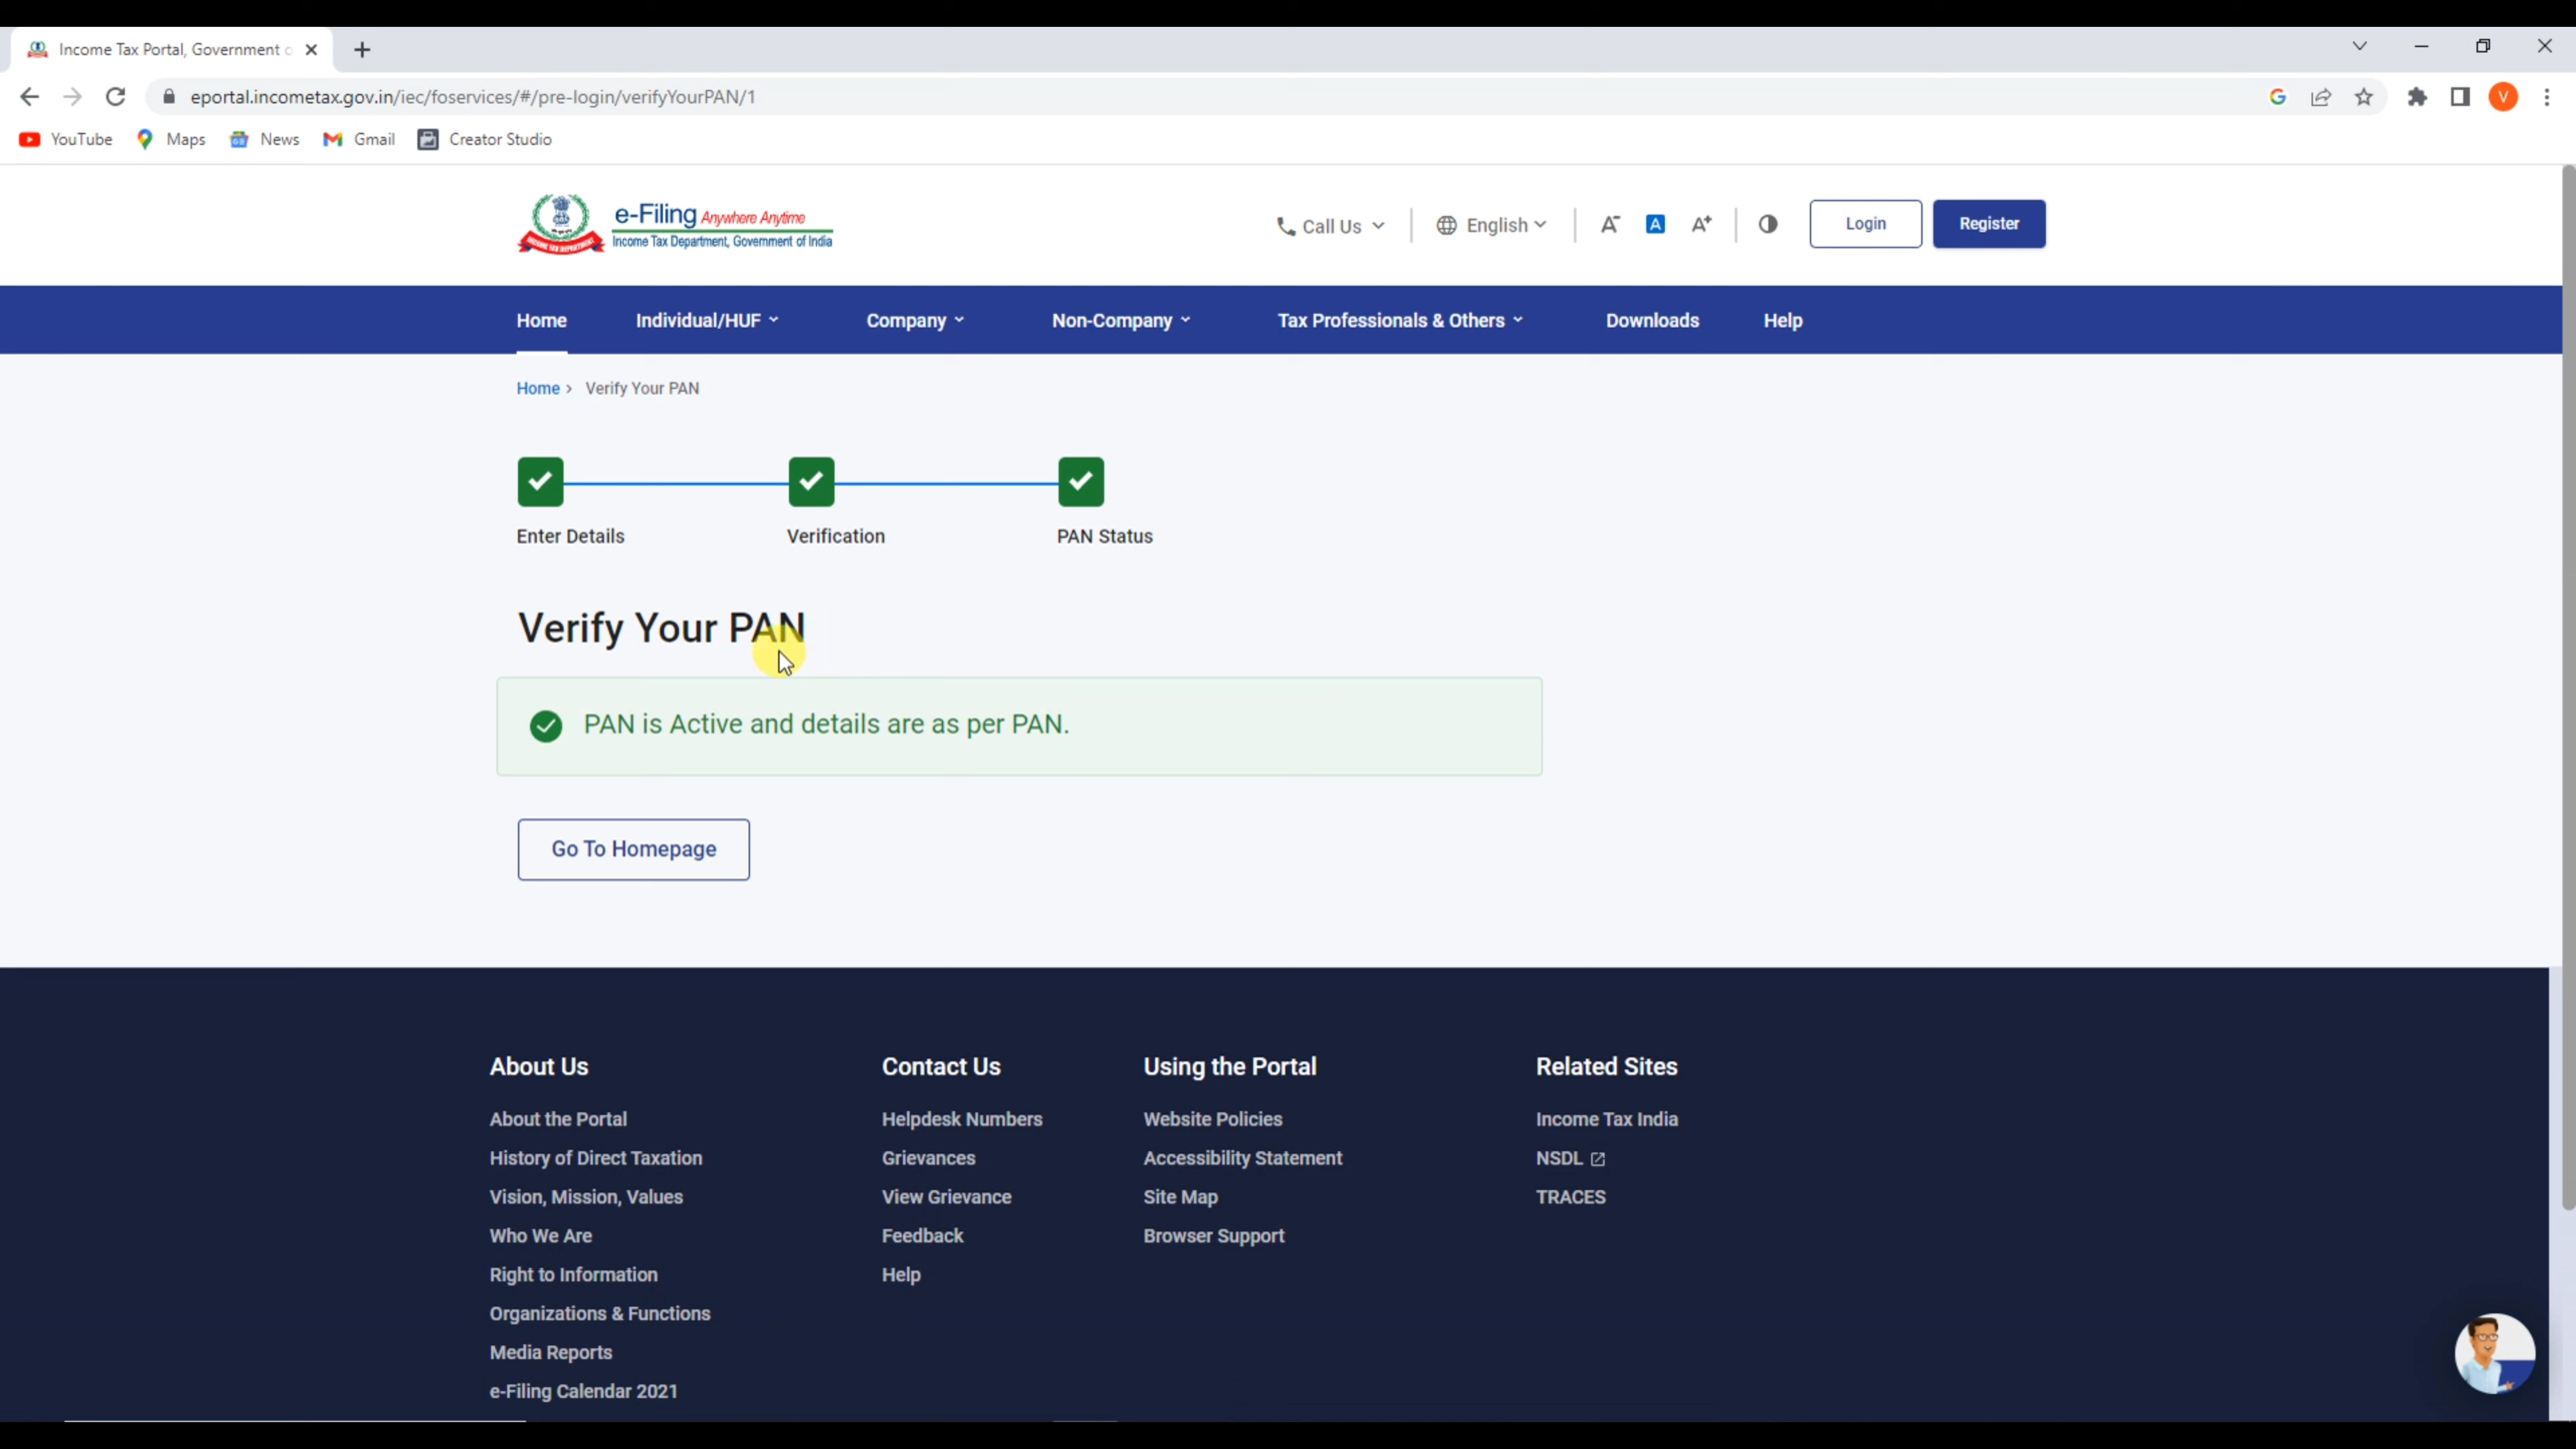 Income Tax Portal, Government o
eportal.incometax.gov.in/iec/foservices/#/pre-login/verifyYourPAN/1
V
YouTube Maps News Gmail Creator Studio
e-Filing Anywhere Anytime
Income Tax Department, Government of India
INCOME TAX DEPARTMENT
Call Us English A- A A+ Login Register
Home Individual/HUF Company Non-Company Tax Professionals & Others Downloads Help
Home > Verify Your PAN
Enter Details Verification PAN Status
Verify Your PAN
PAN is Active and details are as per PAN.
Go To Homepage
About Us
About the Portal
History of Direct Taxation
Vision, Mission, Values
Who We Are
Right to Information
Organizations & Functions
Media Reports
e-Filing Calendar 2021
Contact Us
Helpdesk Numbers
Grievances
View Grievance
Feedback
Help
Using the Portal
Website Policies
Accessibility Statement
Site Map
Browser Support
Related Sites
Income Tax India
NSDL
TRACES